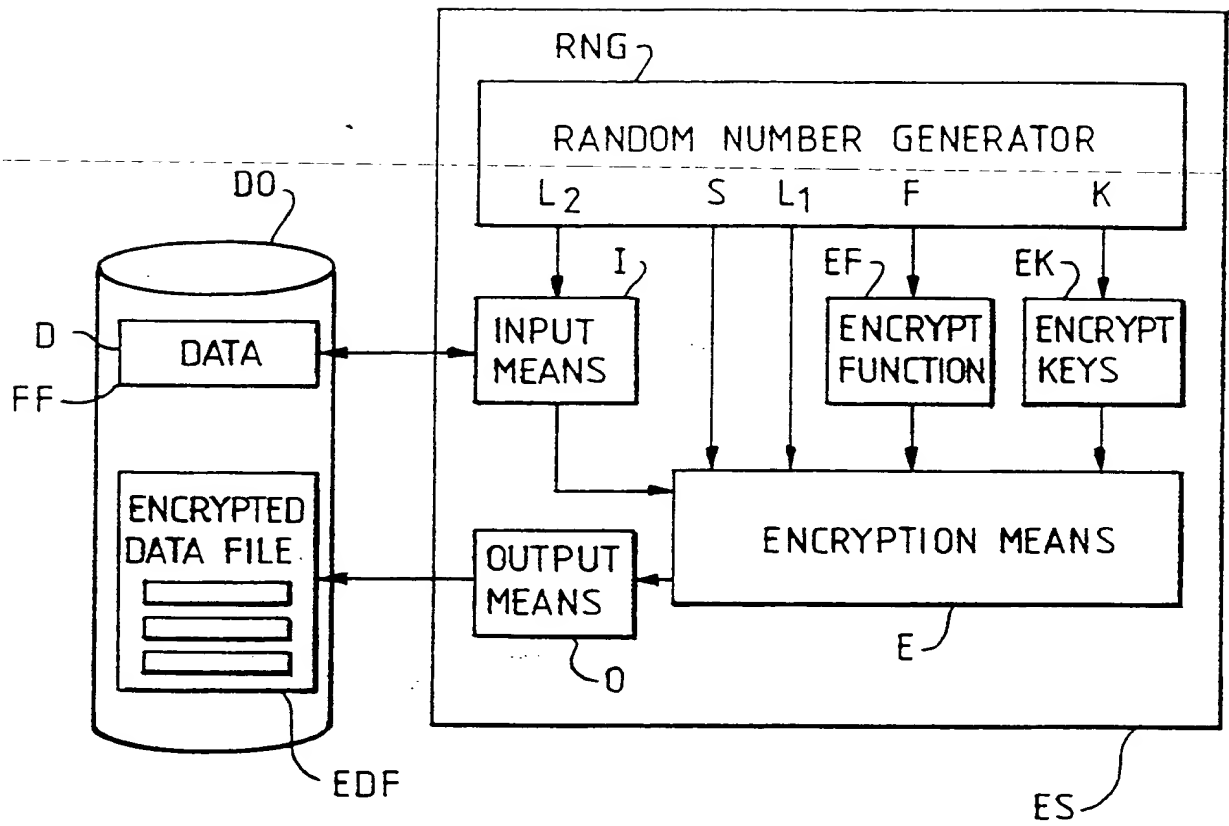 RNG
RANDOM NUMBER GENERATOR
L2 S L1 F K
DO
I
EF
EK
D
DATA
FF
INPUT
MEANS
ENCRYPT
FUNCTION
ENCRYPT
KEYS
ENCRYPTED
DATA FILE
OUTPUT
MEANS
ENCRYPTION MEANS
E
O
EDF
ES